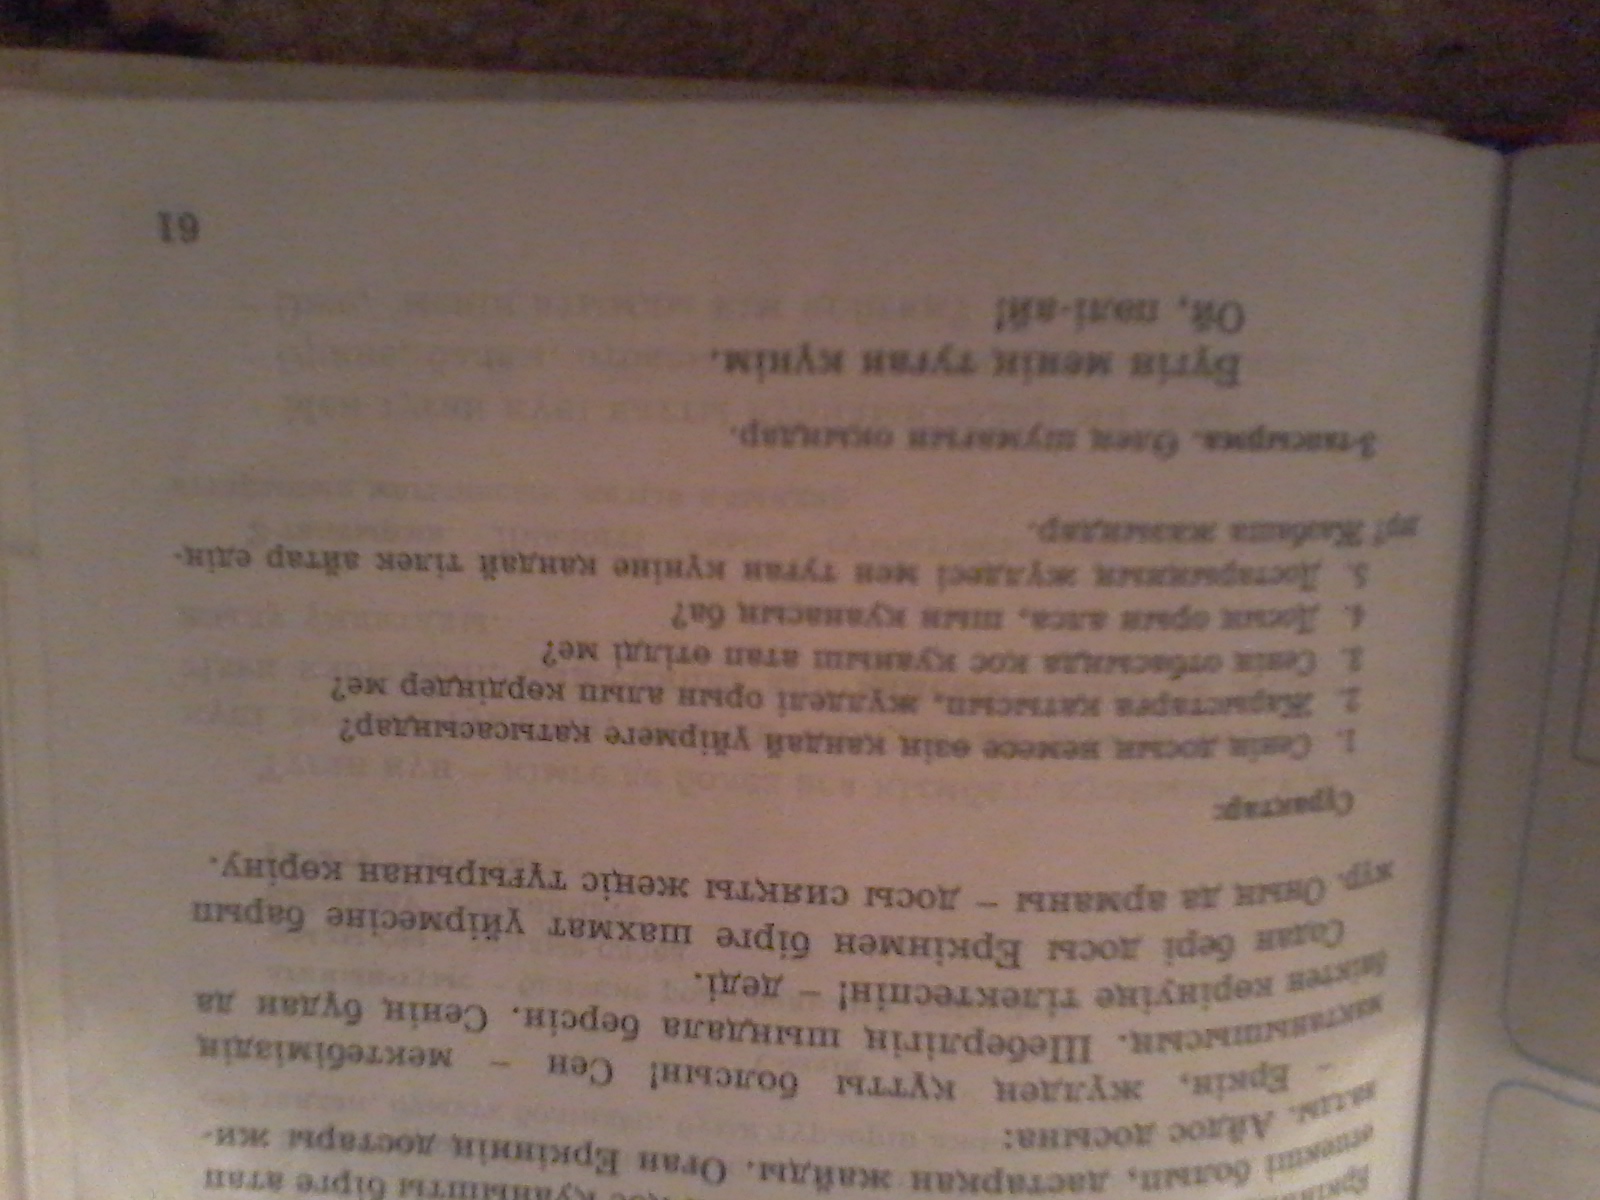 қос қуанышты бірге атап
өтпекші болып, дастарқан жайды. Оған Еркіннің достары жи-
налды. Айдос досына:
– Еркін, жүлдең құтты болсын! Сен – мектебіміздің
мақтанышысың. Шеберлігің шыңдала берсін. Сенің бұдан да
биіктен көрінуіңе тілектеспін! – деді.
Содан бері досы Еркінмен бірге шахмат үйірмесіне барып
жүр. Оның да арманы – досы сияқты жеңіс тұғырынан көріну.
Сұрақтар:
1. Сенің досың немесе өзің қандай үйірмеге қатысасыңдар?
2. Жарыстарға қатысып, жүлделі орын алып көрдіңдер ме?
3. Сенің отбасыңда қос қуаныш атап өтілді ме?
4. Досың орын алса, шын қуанасың ба?
5. Достарыңның жүлдесі мен туған күніне қандай тілек айтар едің-
дер? Жазбаша жазыңдар.
3-тапсырма. Өлең шумағын оқыңдар.
Бүгін менің туған күнім.
Ой, пәлі-ай!
61